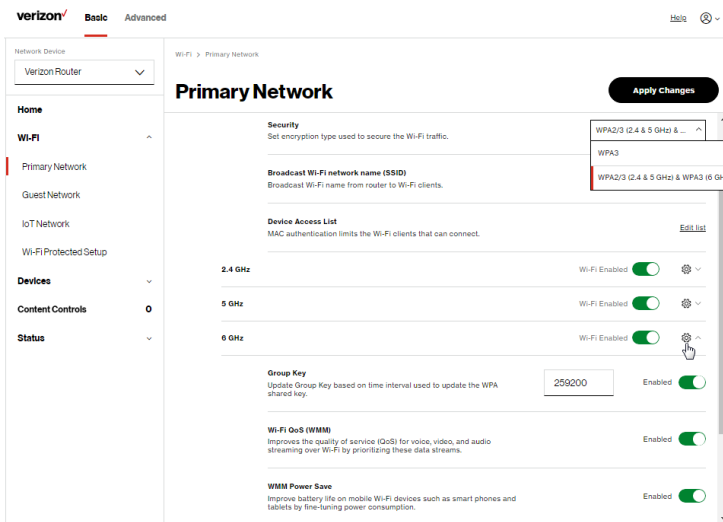 verizon
Basic
Advanced
Help
Network Device
Verizon Router
Home
Wi-Fi
Primary Network
Guest Network
IoT Network
Wi-Fi Protected Setup
Devices
Content Controls
0
Status
Wi-Fi > Primary Network
Primary Network
Apply Changes
Security
Set encryption type used to secure the Wi-Fi traffic.
WPA2/3 (2.4 & 5 GHz) & ...
WPA3
WPA2/3 (2.4 & 5 GHz) & WPA3 (6 GH
Broadcast Wi-Fi network name (SSID)
Broadcast Wi-Fi name from router to Wi-Fi clients.
Device Access List
MAC authentication limits the Wi-Fi clients that can connect.
Edit list
2.4 GHz
Wi-Fi Enabled
5 GHz
Wi-Fi Enabled
6 GHz
Wi-Fi Enabled
Group Key
Update Group Key based on time interval used to update the WPA
shared key.
259200
Enabled
Wi-Fi QoS (WMM)
Improves the quality of service (QoS) for voice, video, and audio
streaming over Wi-Fi by prioritizing these data streams.
Enabled
WMM Power Save
Improve battery life on mobile Wi-Fi devices such as smart phones and
tablets by fine-tuning power consumption.
Enabled